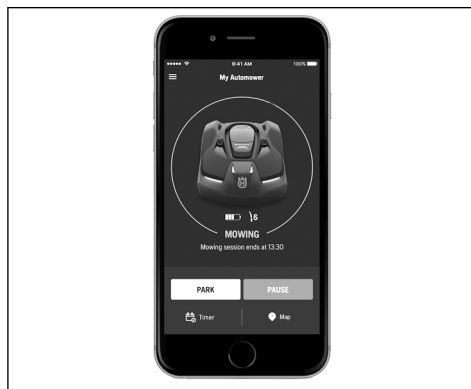 9:41 AM 100%
My Automower
6
MOWING
Mowing session ends at 13:30
PARK PAUSE
Timer Map